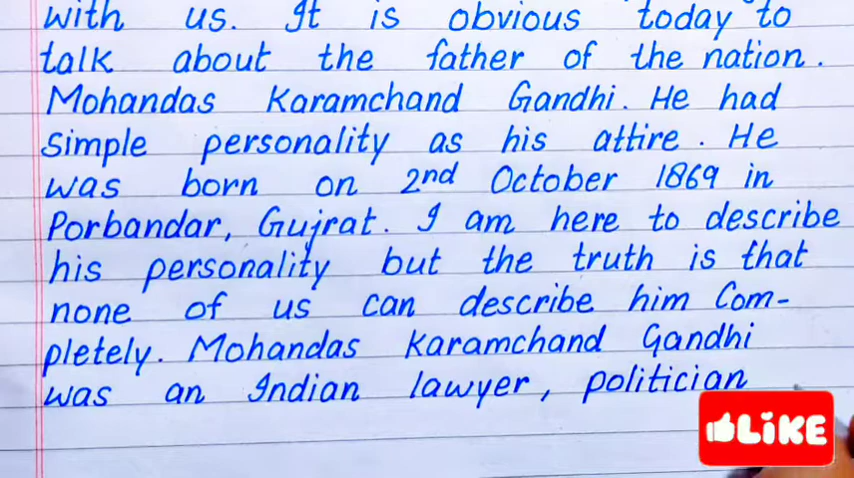 with us. It is obvious today to
talk about the father of the nation.
Mohandas Karamchand Gandhi. He had
Simple personality as his attire. He
was born on 2nd October 1869 in
Porbandar, Gujrat. I am here to describe
his personality but the truth is that
none of us can describe him Com-
pletely. Mohandas Karamchand Gandhi
was an Indian lawyer, politician
LIKE